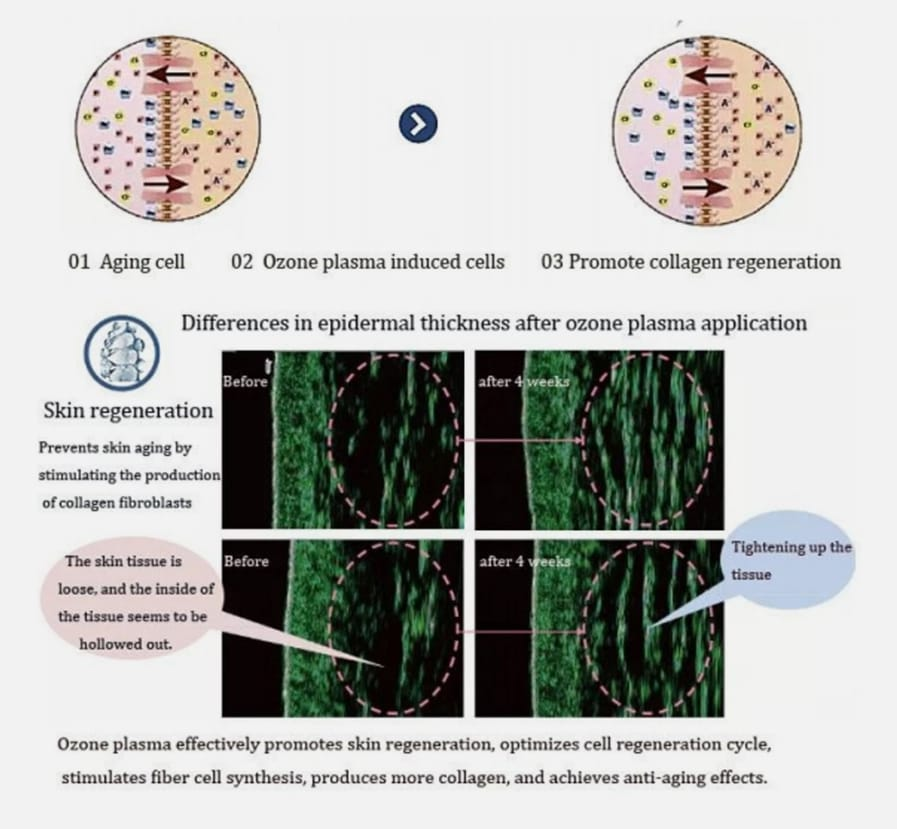 01 Aging cell
02 Ozone plasma induced cells
03 Promote collagen regeneration
Differences in epidermal thickness after ozone plasma application
Skin regeneration
Prevents skin aging by
stimulating the production
of collagen fibroblasts
Before
after 4 weeks
The skin tissue is
loose, and the inside of
the tissue seems to be
hollowed out.
Before
after 4 weeks
Tightening up the
tissue
Ozone plasma effectively promotes skin regeneration, optimizes cell regeneration cycle,
stimulates fiber cell synthesis, produces more collagen, and achieves anti-aging effects.